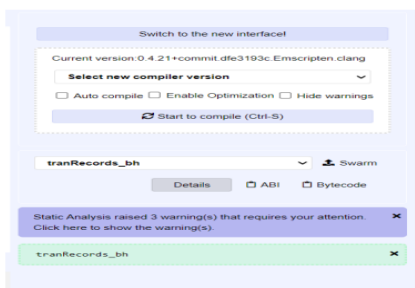 Switch to the new interface!
Current version:0.4.21+commit.dfe3193c.Emscripten.clang
Select new compiler version
Auto compile Enable Optimization Hide warnings
Start to compile (Ctrl-S)
tranRecords_bh Swarm
Details ABI Bytecode
Static Analysis raised 3 warning(s) that requires your attention. ×
Click here to show the warning(s).
tranRecords_bh ×